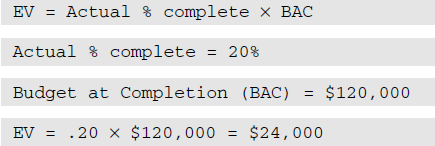 EV = Actual % complete × BAC
Actual % complete = 20%
Budget at Completion (BAC) = $120,000
EV = .20 × $120,000 = $24,000